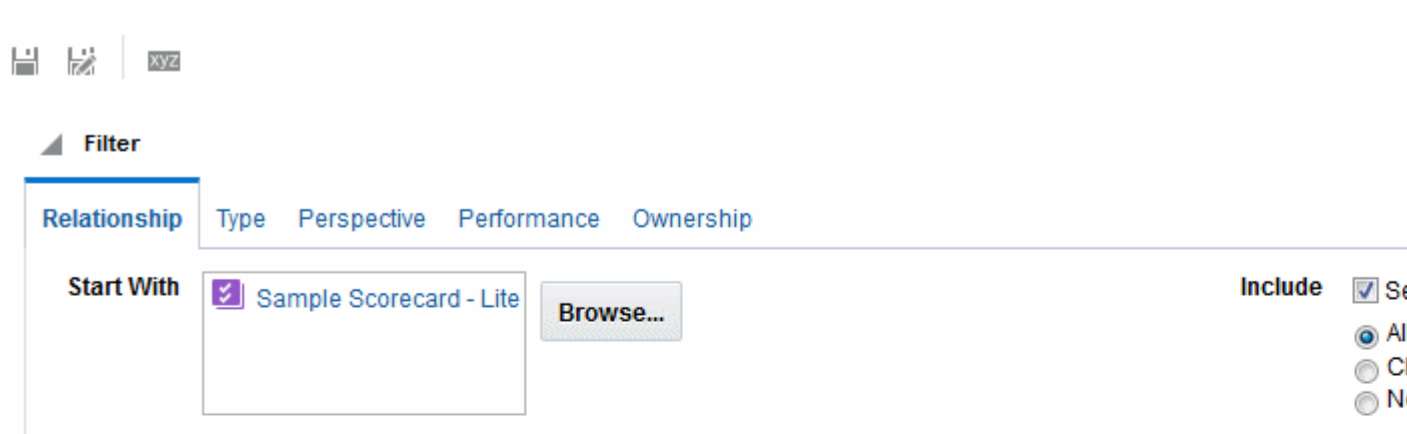 xyz
Filter
Relationship Type Perspective Performance Ownership
Start With Sample Scorecard - Lite Browse... Include